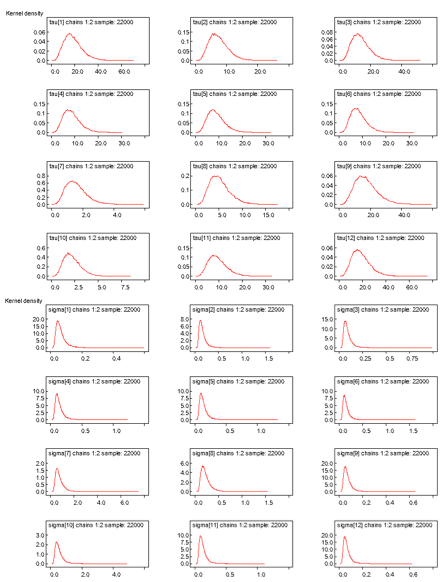 Kernel density
tau[1] chains 1:2 sample: 22000
0.06
0.04
0.02
0.0
0.0 20.0 40.0 60.0
tau[2] chains 1:2 sample: 22000
0.15
0.1
0.05
0.0
0.0 10.0 20.0
tau[3] chains 1:2 sample: 22000
0.08
0.06
0.04
0.02
0.0
0.0 20.0 40.0
tau[4] chains 1:2 sample: 22000
0.15
0.1
0.05
0.0
0.0 10.0 20.0 30.0
tau[5] chains 1:2 sample: 22000
0.15
0.1
0.05
0.0
0.0 10.0 20.0 30.0
tau[6] chains 1:2 sample: 22000
0.15
0.1
0.05
0.0
0.0 10.0 20.0 30.0
tau[7] chains 1:2 sample: 22000
0.8
0.6
0.4
0.2
0.0
0.0 2.0 4.0
tau[8] chains 1:2 sample: 22000
0.2
0.1
0.0
0.0 5.0 10.0 15.0
tau[9] chains 1:2 sample: 22000
0.06
0.04
0.02
0.0
0.0 20.0 40.0 60.0
tau[10] chains 1:2 sample: 22000
0.6
0.4
0.2
0.0
0.0 2.5 5.0 7.5
tau[11] chains 1:2 sample: 22000
0.15
0.1
0.05
0.0
0.0 10.0 20.0 30.0
tau[12] chains 1:2 sample: 22000
0.06
0.04
0.02
0.0
0.0 20.0 40.0 60.0
Kernel density
sigma[1] chains 1:2 sample: 22000
20.0
15.0
10.0
5.0
0.0
0.0 0.2 0.4
sigma[2] chains 1:2 sample: 22000
8.0
6.0
4.0
2.0
0.0
0.0 0.5 1.0 1.5
sigma[3] chains 1:2 sample: 22000
15.0
10.0
5.0
0.0
0.0 0.25 0.5 0.75
sigma[4] chains 1:2 sample: 22000
10.0
7.5
5.0
2.5
0.0
0.0 0.5 1.0
sigma[5] chains 1:2 sample: 22000
10.0
7.5
5.0
2.5
0.0
0.0 0.5 1.0
sigma[6] chains 1:2 sample: 22000
10.0
7.5
5.0
2.5
0.0
0.0 0.5 1.0 1.5
sigma[7] chains 1:2 sample: 22000
2.0
1.5
1.0
0.5
0.0
0.0 2.0 4.0 6.0
sigma[8] chains 1:2 sample: 22000
6.0
4.0
2.0
0.0
0.0 0.5 1.0
sigma[9] chains 1:2 sample: 22000
20.0
15.0
10.0
5.0
0.0
0.0 0.2 0.4 0.6
sigma[10] chains 1:2 sample: 22000
3.0
2.0
1.0
0.0
0.0 2.0 4.0
sigma[11] chains 1:2 sample: 22000
10.0
7.5
5.0
2.5
0.0
0.0 0.5 1.0
sigma[12] chains 1:2 sample: 22000
20.0
15.0
10.0
5.0
0.0
0.0 0.2 0.4 0.6